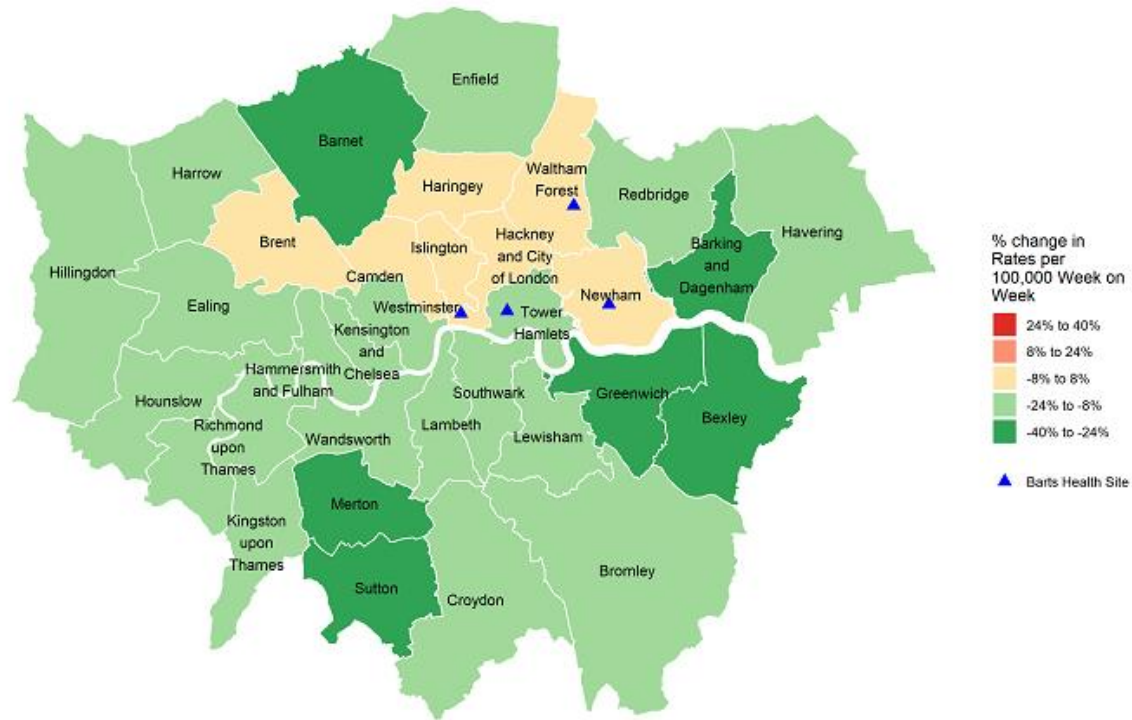 Enfield
Barnet
Harrow
Haringey
Waltham
Forest
Redbridge
Brent
Islington
Hackney
and City
of London
Barking
and
Dagenham
Havering
Hillingdon
Camden
Ealing
Westminster
Newham
Tower
Hamlets
Kensington
and
Chelsea
Hammersmith
and Fulham
Hounslow
Richmond
upon
Thames
Wandsworth
Lambeth
Southwark
Lewisham
Greenwich
Bexley
Merton
Kingston
upon
Thames
Sutton
Croydon
Bromley
% change in
Rates per
100,000 Week on
Week
24% to 40%
8% to 24%
-8% to 8%
-24% to -8%
-40% to -24%
Barts Health Site